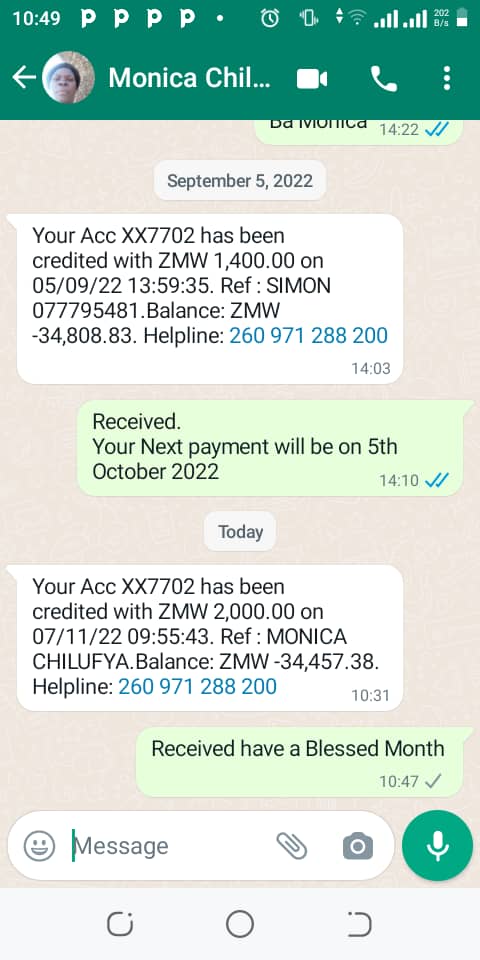 10:49 p p p p • 202 B/s
Monica Chil...
Ba Monica 14:22
September 5, 2022
Your Acc XX7702 has been
credited with ZMW 1,400.00 on
05/09/22 13:59:35. Ref : SIMON
077795481.Balance: ZMW
-34,808.83. Helpline: 260 971 288 200
14:03
Received.
Your Next payment will be on 5th
October 2022
14:10
Today
Your Acc XX7702 has been
credited with ZMW 2,000.00 on
07/11/22 09:55:43. Ref : MONICA
CHILUFYA.Balance: ZMW -34,457.38.
Helpline: 260 971 288 200
10:31
Received have a Blessed Month
10:47
Message